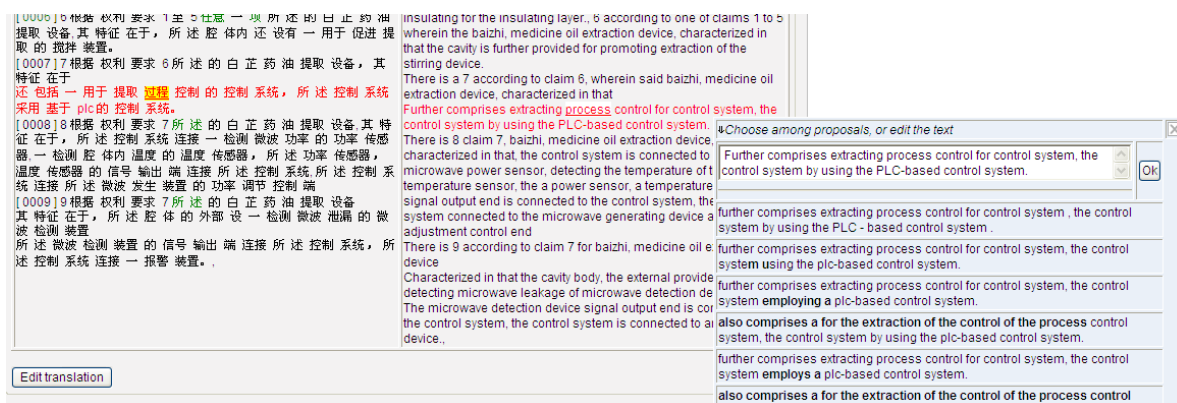 [0006]6根据 权利 要求 1至 5任意 一 项 所 述 的 白 芷 药 油
提取 设备,其 特征 在于， 所 述 腔 体内 还 设有 一 用于 促进 提
取 的 搅拌 装置。
[0007]7根据 权利 要求 6所 述 的 白 芷 药 油 提取 设备， 其
特征 在于
还 包括 一 用于 提取 过程 控制 的 控制 系统， 所 述 控制 系统
采用 基于 plc的 控制 系统。
[0008]8根据 权利 要求 7所 述 的 白 芷 药 油 提取 设备,其 特
征 在于， 所 述 控制 系统 连接 一 检测 微波 功率 的 功率 传感
器,一 检测 腔 体内 温度 的 温度 传感器， 所 述 功率 传感器，
温度 传感器 的 信号 输出 端 连接 所 述 控制 系统,所 述 控制 系
统 连接 所 述 微波 发生 装置 的 功率 调节 控制 端
[0009]9根据 权利 要求 7所 述 的 白 芷 药 油 提取 设备
其 特征 在于， 所 述 腔 体 的 外部 设 一 检测 微波 泄漏 的 微
波 检测 装置
所 述 微波 检测 装置 的 信号 输出 端 连接 所 述 控制 系统， 所
述 控制 系统 连接 一 报警 装置。,
insulating for the insulating layer., 6 according to one of claims 1 to 5
wherein the baizhi, medicine oil extraction device, characterized in
that the cavity is further provided for promoting extraction of the
stirring device.
There is a 7 according to claim 6, wherein said baizhi, medicine oil
extraction device, characterized in that
Further comprises extracting process control for control system, the
control system by using the PLC-based control system.
There is 8 claim 7, baizhi, medicine oil extraction device,
characterized in that, the control system is connected to
microwave power sensor, detecting the temperature of t
temperature sensor, the a power sensor, a temperature
signal output end is connected to the control system, the
system connected to the microwave generating device a
adjustment control end
There is 9 according to claim 7 for baizhi, medicine oil e
device
Characterized in that the cavity body, the external provide
detecting microwave leakage of microwave detection de
The microwave detection device signal output end is con
the control system, the control system is connected to a
device.,
Edit translation
Choose among proposals, or edit the text
Further comprises extracting process control for control system, the
control system by using the PLC-based control system.
Ok
further comprises extracting process control for control system , the control
system by using the PLC - based control system .
further comprises extracting process control for control system, the control
system using the plc-based control system.
further comprises extracting process control for control system, the control
system employing a plc-based control system.
also comprises a for the extraction of the control of the process control
system, the control system by using the plc-based control system.
further comprises extracting process control for control system, the control
system employs a plc-based control system.
also comprises a for the extraction of the control of the process control